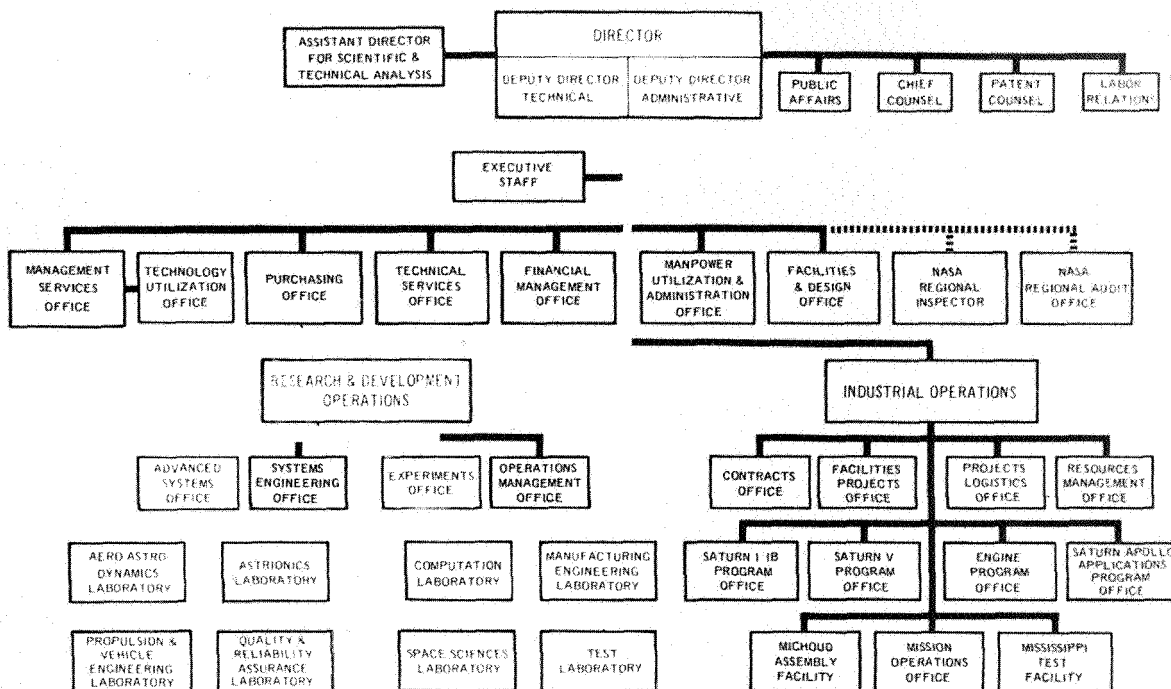 ASSISTANT DIRECTOR
FOR SCIENTIFIC &
TECHNICAL ANALYSIS
DIRECTOR
DEPUTY DIRECTOR
TECHNICAL
DEPUTY DIRECTOR
ADMINISTRATIVE
PUBLIC
AFFAIRS
CHIEF
COUNSEL
PATENT
COUNSEL
LABOR
RELATIONS
EXECUTIVE
STAFF
MANAGEMENT
SERVICES
OFFICE
TECHNOLOGY
UTILIZATION
OFFICE
PURCHASING
OFFICE
TECHNICAL
SERVICES
OFFICE
FINANCIAL
MANAGEMENT
OFFICE
MANPOWER
UTILIZATION &
ADMINISTRATION
OFFICE
FACILITIES
& DESIGN
OFFICE
NASA
REGIONAL
INSPECTOR
NASA
REGIONAL AUDIT
OFFICE
RESEARCH & DEVELOPMENT
OPERATIONS
INDUSTRIAL OPERATIONS
ADVANCED
SYSTEMS
OFFICE
SYSTEMS
ENGINEERING
OFFICE
EXPERIMENTS
OFFICE
OPERATIONS
MANAGEMENT
OFFICE
CONTRACTS
OFFICE
FACILITIES
PROJECTS
OFFICE
PROJECTS
LOGISTICS
OFFICE
RESOURCES
MANAGEMENT
OFFICE
AERO ASTRO
DYNAMICS
LABORATORY
ASTRIONICS
LABORATORY
COMPUTATION
LABORATORY
MANUFACTURING
ENGINEERING
LABORATORY
SATURN I IB
PROGRAM
OFFICE
SATURN V
PROGRAM
OFFICE
ENGINE
PROGRAM
OFFICE
SATURN APOLLO
APPLICATIONS
PROGRAM
OFFICE
PROPULSION &
VEHICLE
ENGINEERING
LABORATORY
QUALITY &
RELIABILITY
ASSURANCE
LABORATORY
SPACE SCIENCES
LABORATORY
TEST
LABORATORY
MICHOUD
ASSEMBLY
FACILITY
MISSION
OPERATIONS
OFFICE
MISSISSIPPI
TEST
FACILITY